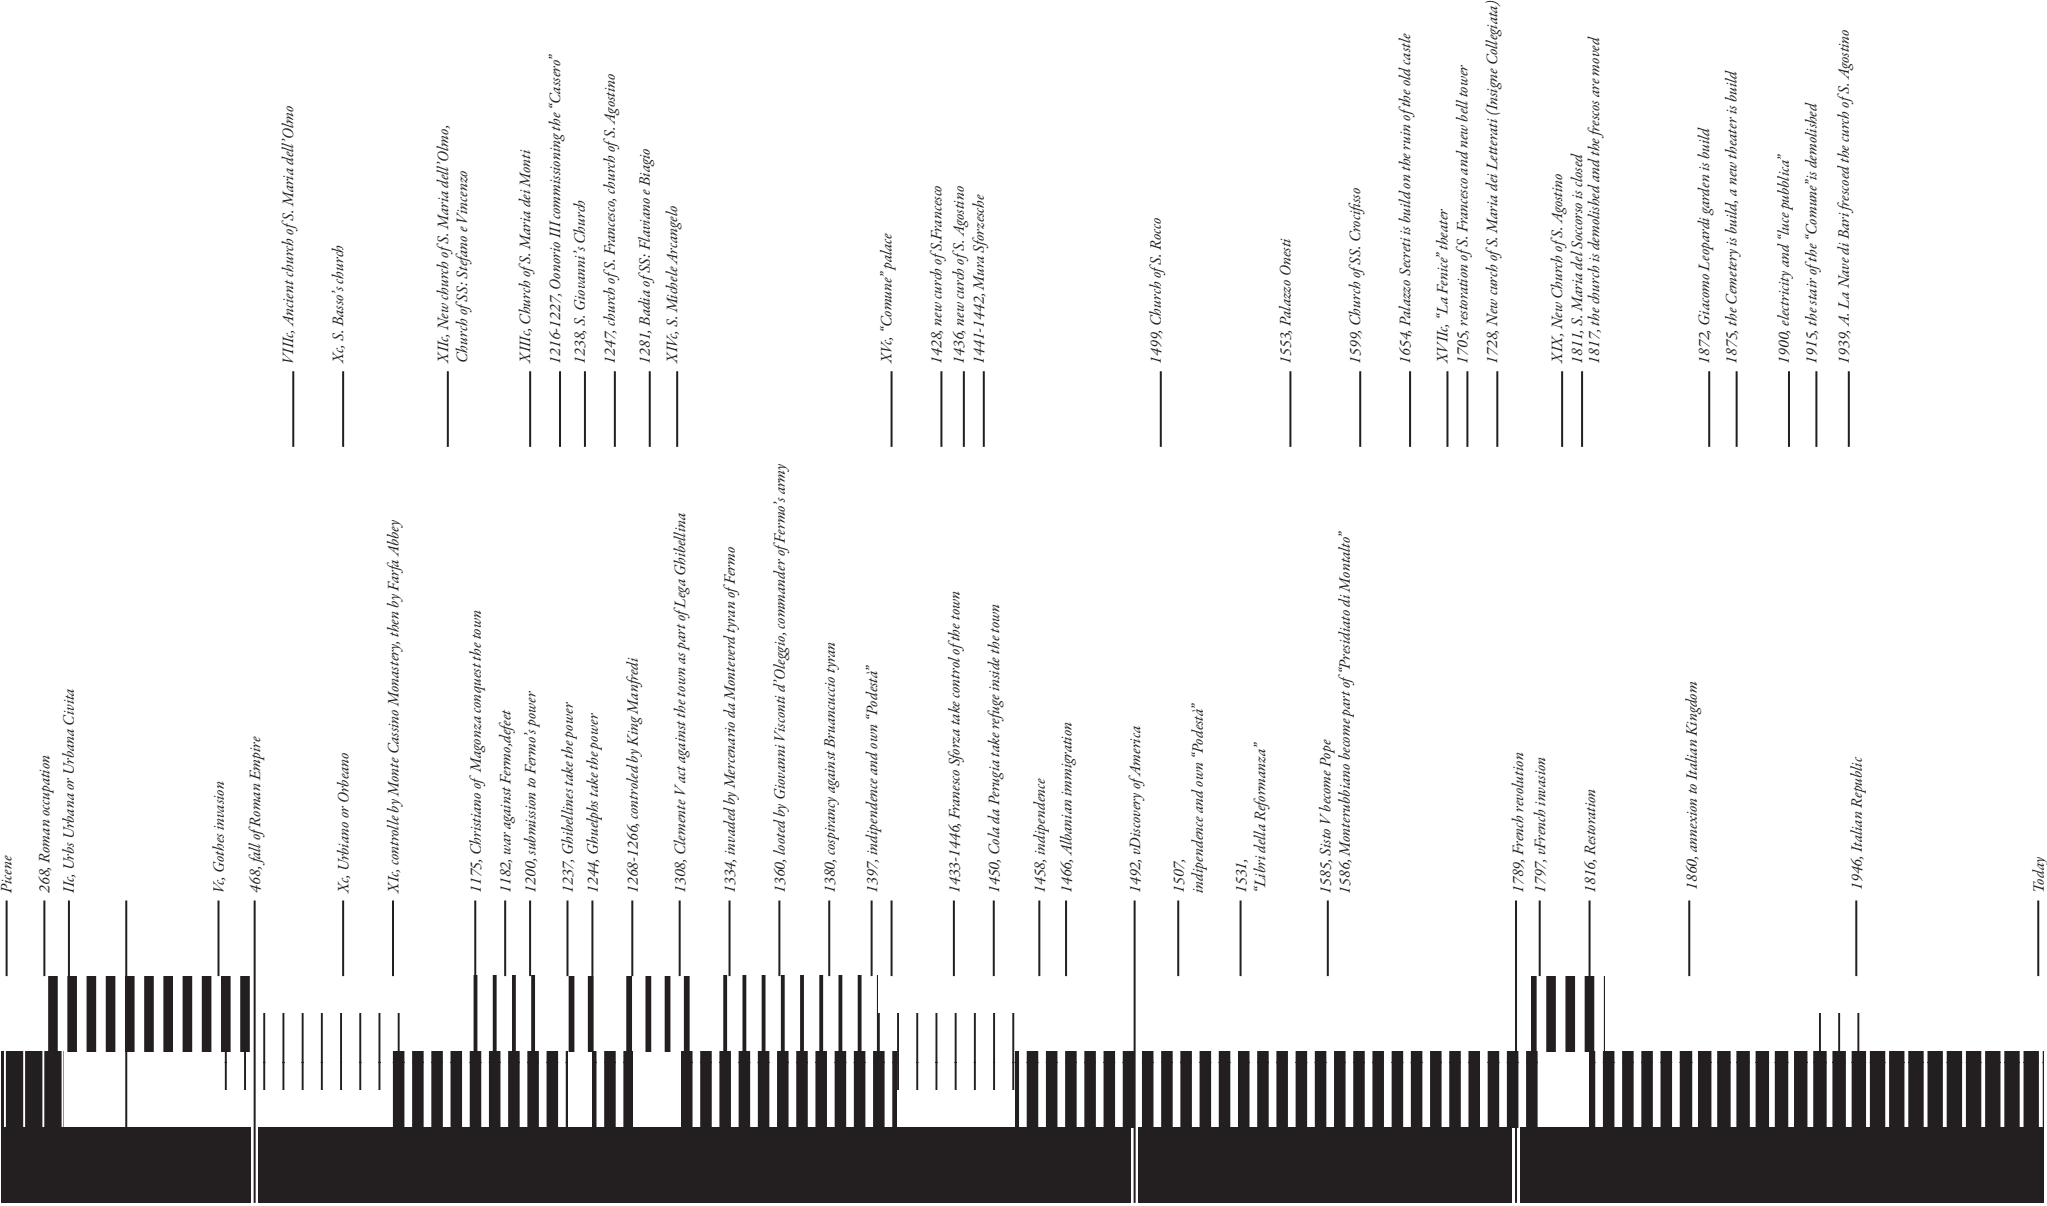 VIIIc, Ancient church of S. Maria dell'Olmo
Xc, S. Basso's church
XIIc, New church of S. Maria dell'Olmo,
Church of SS: Stefano e Vincenzo
XIIIc, Church of S. Maria dei Monti
1216-1227, Oonorio III commissioning the “Cassero”
1238, S. Giovanni's Church
1247, church of S. Francesco, church of S. Agostino
1281, Badia of SS: Flaviano e Biagio
XIVc, S. Michele Arcangelo
XVc, “Comune” palace
1428, new curch of S.Francesco
1436, new curch of S. Agostino
1441-1442, Mura Sforzesche
1499, Church of S. Rocco
1553, Palazzo Onesti
1599, Church of SS. Crocifisso
1654, Palazzo Secreti is build on the ruin of the old castle
XVIIc, “La Fenice” theater
1705, restoration of S. Francesco and new bell tower
1728, New curch of S. Maria dei Letterati (Insigne Collegiata)
XIX, New Church of S. Agostino
1811, S. Maria del Soccorso is closed
1817, the church is demolished and the frescos are moved
1872, Giacomo Leopardi garden is build
1875, the Cemetery is build, a new theater is build
1900, electricity and “luce pubblica”
1915, the stair of the “Comune” is demolished
1939, A. La Nave di Bari frescoed the curch of S. Agostino
Picene
268, Roman occupation
IIc, Urbs Urbana or Urbana Civita
Vc, Gothes invasion
468, fall of Roman Empire
Xc, Urbiano or Orbeano
XIc, controlle by Monte Cassino Monastery, then by Farfa Abbey
1175, Christiano of Magonza conquest the town
1182, war against Fermo,defeet
1200, submission to Fermo's power
1237, Ghibellines take the power
1244, Ghuelphs take the power
1268-1266, controled by King Manfredi
1308, Clemente V act against the town as part of Lega Ghibellina
1334, invaded by Mercenario da Monteverd tyran of Fermo
1360, looted by Giovanni Visconti d'Oleggio, commander of Fermo's army
1380, cospirancy against Bruancuccio tyran
1397, indipendence and own “Podestà”
1433-1446, Franesco Sforza take control of the town
1450, Cola da Perugia take refuge inside the town
1458, indipendence
1466, Albanian immigration
1492, vDiscovery of America
1507,
indipendence and own “Podestà”
1531,
“Libri della Reformanza”
1585, Sisto V become Pope
1586, Monterubbiano become part of “Presidiato di Montalto”
1789, French revolution
1797, vFrench invasion
1816, Restoration
1860, annexion to Italian Kingdom
1946, Italian Republic
Today